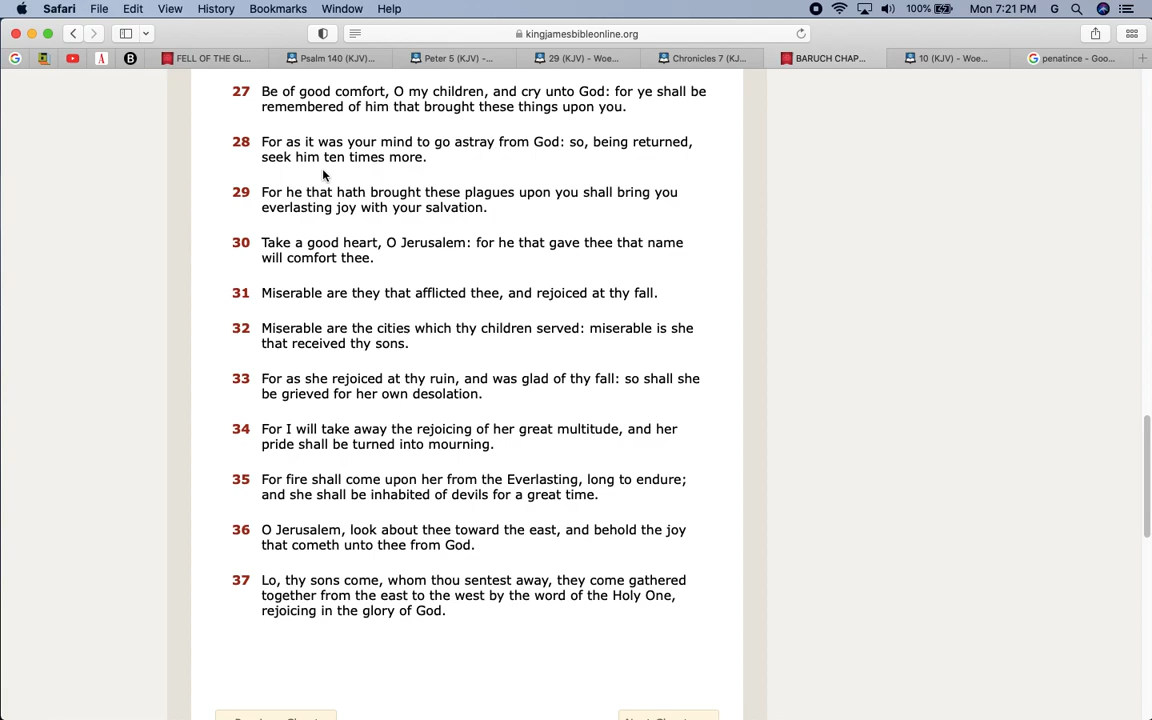 Safari File Edit View History Bookmarks Window Help 100% Mon 7:21 PM G
kingjamesbibleonline.org
FELL OF THE GL... Psalm 140 (KJV)... Peter 5 (KJV) -... 29 (KJV) - Woe... Chronicles 7 (KJ... BARUCH CHAP... 10 (KJV) - Woe... penatince - Goo...
27 Be of good comfort, O my children, and cry unto God: for ye shall be
remembered of him that brought these things upon you.
28 For as it was your mind to go astray from God: so, being returned,
seek him ten times more.
29 For he that hath brought these plagues upon you shall bring you
everlasting joy with your salvation.
30 Take a good heart, O Jerusalem: for he that gave thee that name
will comfort thee.
31 Miserable are they that afflicted thee, and rejoiced at thy fall.
32 Miserable are the cities which thy children served: miserable is she
that received thy sons.
33 For as she rejoiced at thy ruin, and was glad of thy fall: so shall she
be grieved for her own desolation.
34 For I will take away the rejoicing of her great multitude, and her
pride shall be turned into mourning.
35 For fire shall come upon her from the Everlasting, long to endure;
and she shall be inhabited of devils for a great time.
36 O Jerusalem, look about thee toward the east, and behold the joy
that cometh unto thee from God.
37 Lo, thy sons come, whom thou sentest away, they come gathered
together from the east to the west by the word of the Holy One,
rejoicing in the glory of God.